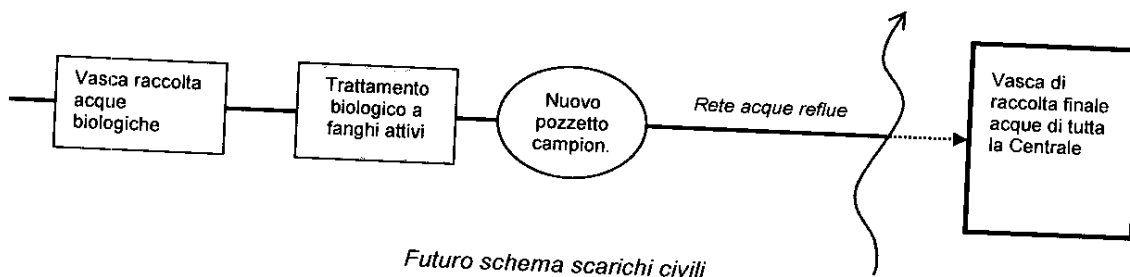 Vasca raccolta
acque
biologiche
Trattamento
biologico a
fanghi attivi
Nuovo
pozzetto
campion.
Rete acque reflue
Vasca di
raccolta finale
acque di tutta
la Centrale
Futuro schema scarichi civili